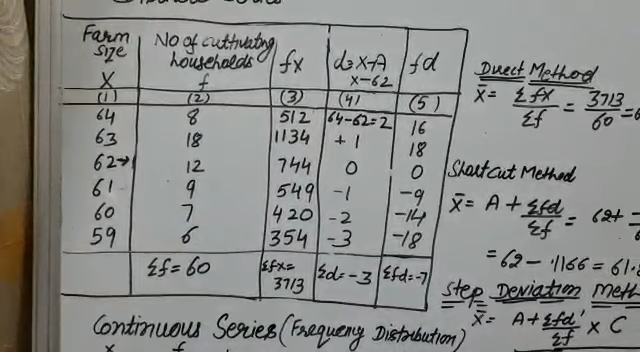 Farm size No of cultivating households fx d=x-A x-62 fd
X f
(1) (2) (3) (4) (5)
64 8 512 64-62=2 16
63 18 1134 +1 18
62→ 12 744 0 0
61 9 549 -1 -9
60 7 420 -2 -14
59 6 354 -3 -18
Σf=60 Σfx= 3713 Σd=-3 Σfd=-7
Direct Method
X̄ = Σfx/Σf = 3713/60 = 6
Shortcut Method
X̄ = A + Σfd/Σf = 62+
= 62 - .1166 = 61.8
Step Deviation Meth
X̄ = A + Σfd'/Σf × C
Continuous Series (Frequency Distribution)
x f